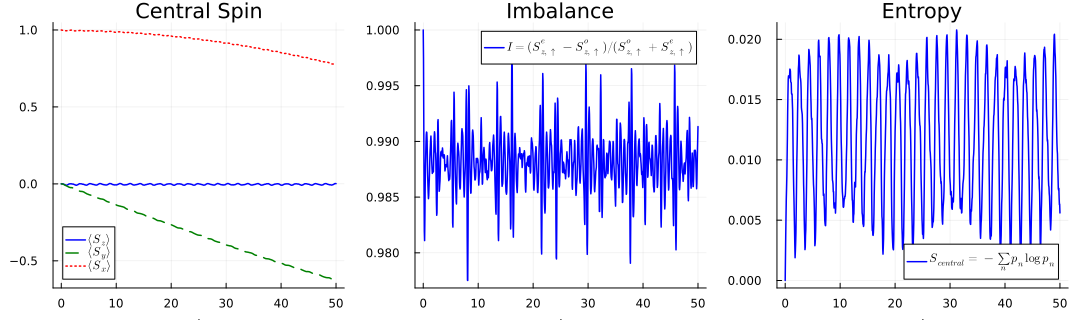 Central Spin
1.0
0.5
0.0
−0.5
⟨S_z⟩
⟨S_y⟩
⟨S_x⟩
0 10 20 30 40 50
Imbalance
1.000
0.995
0.990
0.985
0.980
I = (S^e_{z,↑} − S^o_{z,↑})/(S^o_{z,↑} + S^e_{z,↑})
0 10 20 30 40 50
Entropy
0.020
0.015
0.010
0.005
0.000
S_{central} = − ∑_n p_n log p_n
0 10 20 30 40 50